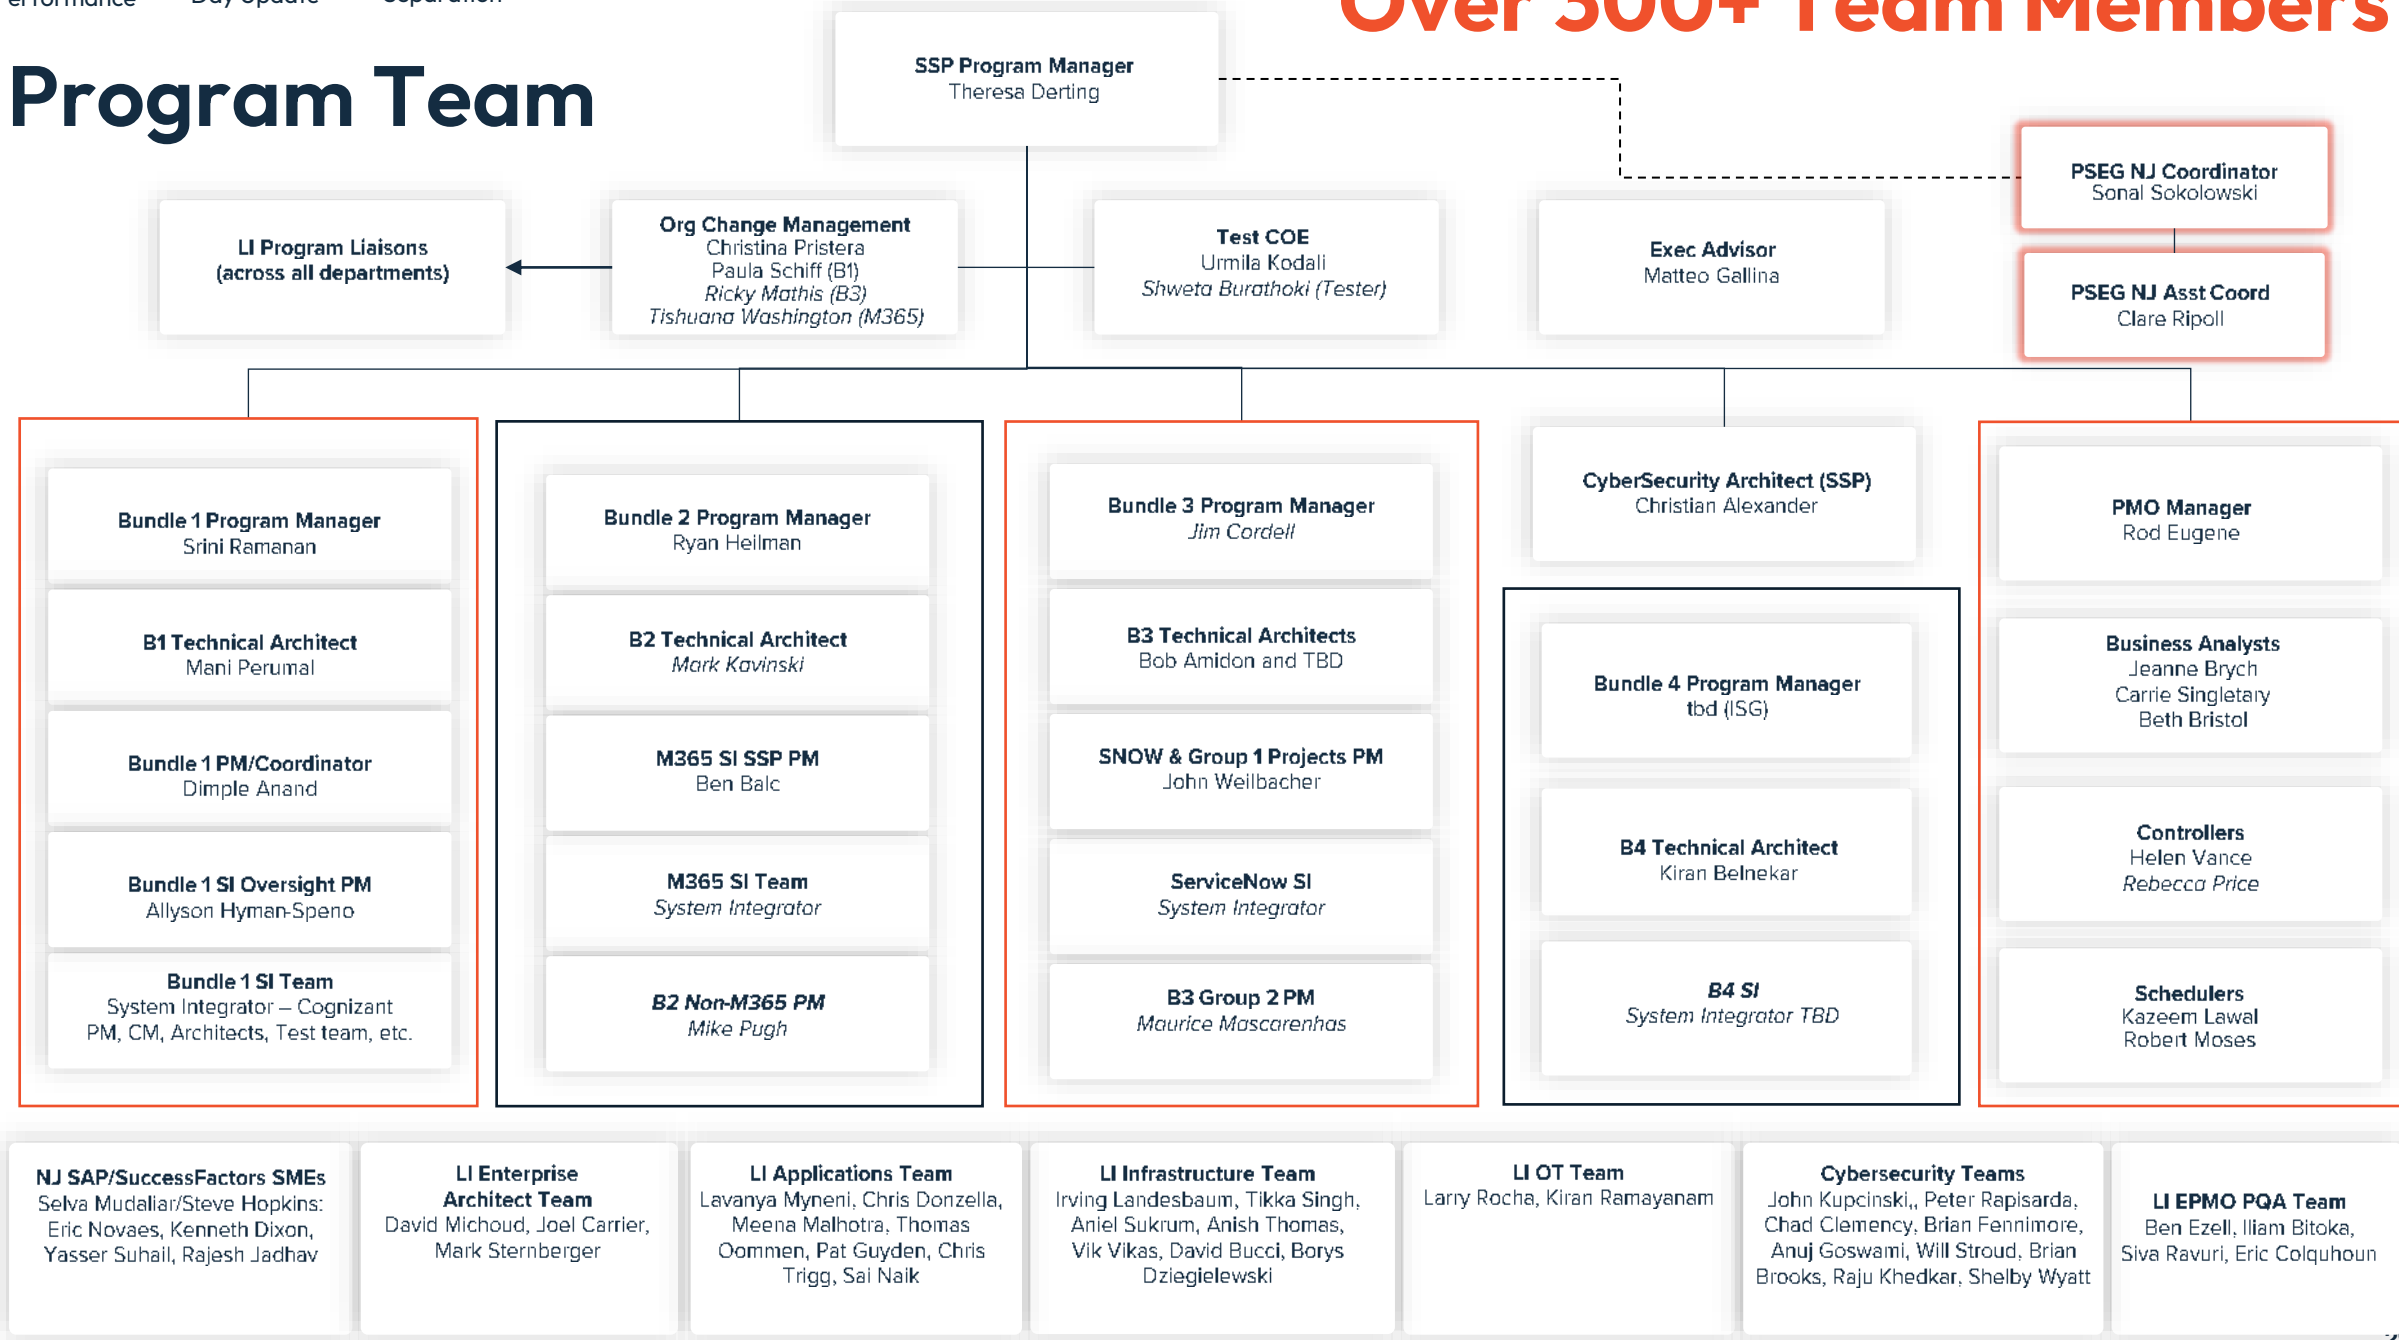 Day Update
Separation
Over 300+ Team Members
Program Team
SSP Program Manager
Theresa Derting
PSEG NJ Coordinator
Sonal Sokolowski
PSEG NJ Asst Coord
Clare Ripoll
LI Program Liaisons
(across all departments)
Org Change Management
Christina Pristera
Paula Schiff (B1)
Ricky Mathis (B3)
Tishuana Washington (M365)
Test COE
Urmila Kodali
Shweta Burathoki (Tester)
Exec Advisor
Matteo Gallina
Bundle 1 Program Manager
Srini Ramanan
B1 Technical Architect
Mani Perumal
Bundle 1 PM/Coordinator
Dimple Anand
Bundle 1 SI Oversight PM
Allyson Hyman-Speno
Bundle 1 SI Team
System Integrator – Cognizant
PM, CM, Architects, Test team, etc.
Bundle 2 Program Manager
Ryan Heilman
B2 Technical Architect
Mark Kavinski
M365 SI SSP PM
Ben Balc
M365 SI Team
System Integrator
B2 Non-M365 PM
Mike Pugh
Bundle 3 Program Manager
Jim Cordell
B3 Technical Architects
Bob Amidon and TBD
SNOW & Group 1 Projects PM
John Weilbacher
ServiceNow SI
System Integrator
B3 Group 2 PM
Maurice Mascarenhas
CyberSecurity Architect (SSP)
Christian Alexander
Bundle 4 Program Manager
tbd (ISG)
B4 Technical Architect
Kiran Belnekar
B4 SI
System Integrator TBD
PMO Manager
Rod Eugene
Business Analysts
Jeanne Brych
Carrie Singletary
Beth Bristol
Controllers
Helen Vance
Rebecca Price
Schedulers
Kazeem Lawal
Robert Moses
NJ SAP/SuccessFactors SMEs
Selva Mudaliar/Steve Hopkins:
Eric Novaes, Kenneth Dixon,
Yasser Suhail, Rajesh Jadhav
LI Enterprise
Architect Team
David Michoud, Joel Carrier,
Mark Sternberger
LI Applications Team
Lavanya Myneni, Chris Donzella,
Meena Malhotra, Thomas
Oommen, Pat Guyden, Chris
Trigg, Sai Naik
LI Infrastructure Team
Irving Landesbaum, Tikka Singh,
Aniel Sukrum, Anish Thomas,
Vik Vikas, David Bucci, Borys
Dziegielewski
LI OT Team
Larry Rocha, Kiran Ramayanam
Cybersecurity Teams
John Kupcinski,, Peter Rapisarda,
Chad Clemency, Brian Fennimore,
Anuj Goswami, Will Stroud, Brian
Brooks, Raju Khedkar, Shelby Wyatt
LI EPMO PQA Team
Ben Ezell, Iliam Bitoka,
Siva Ravuri, Eric Colquhoun